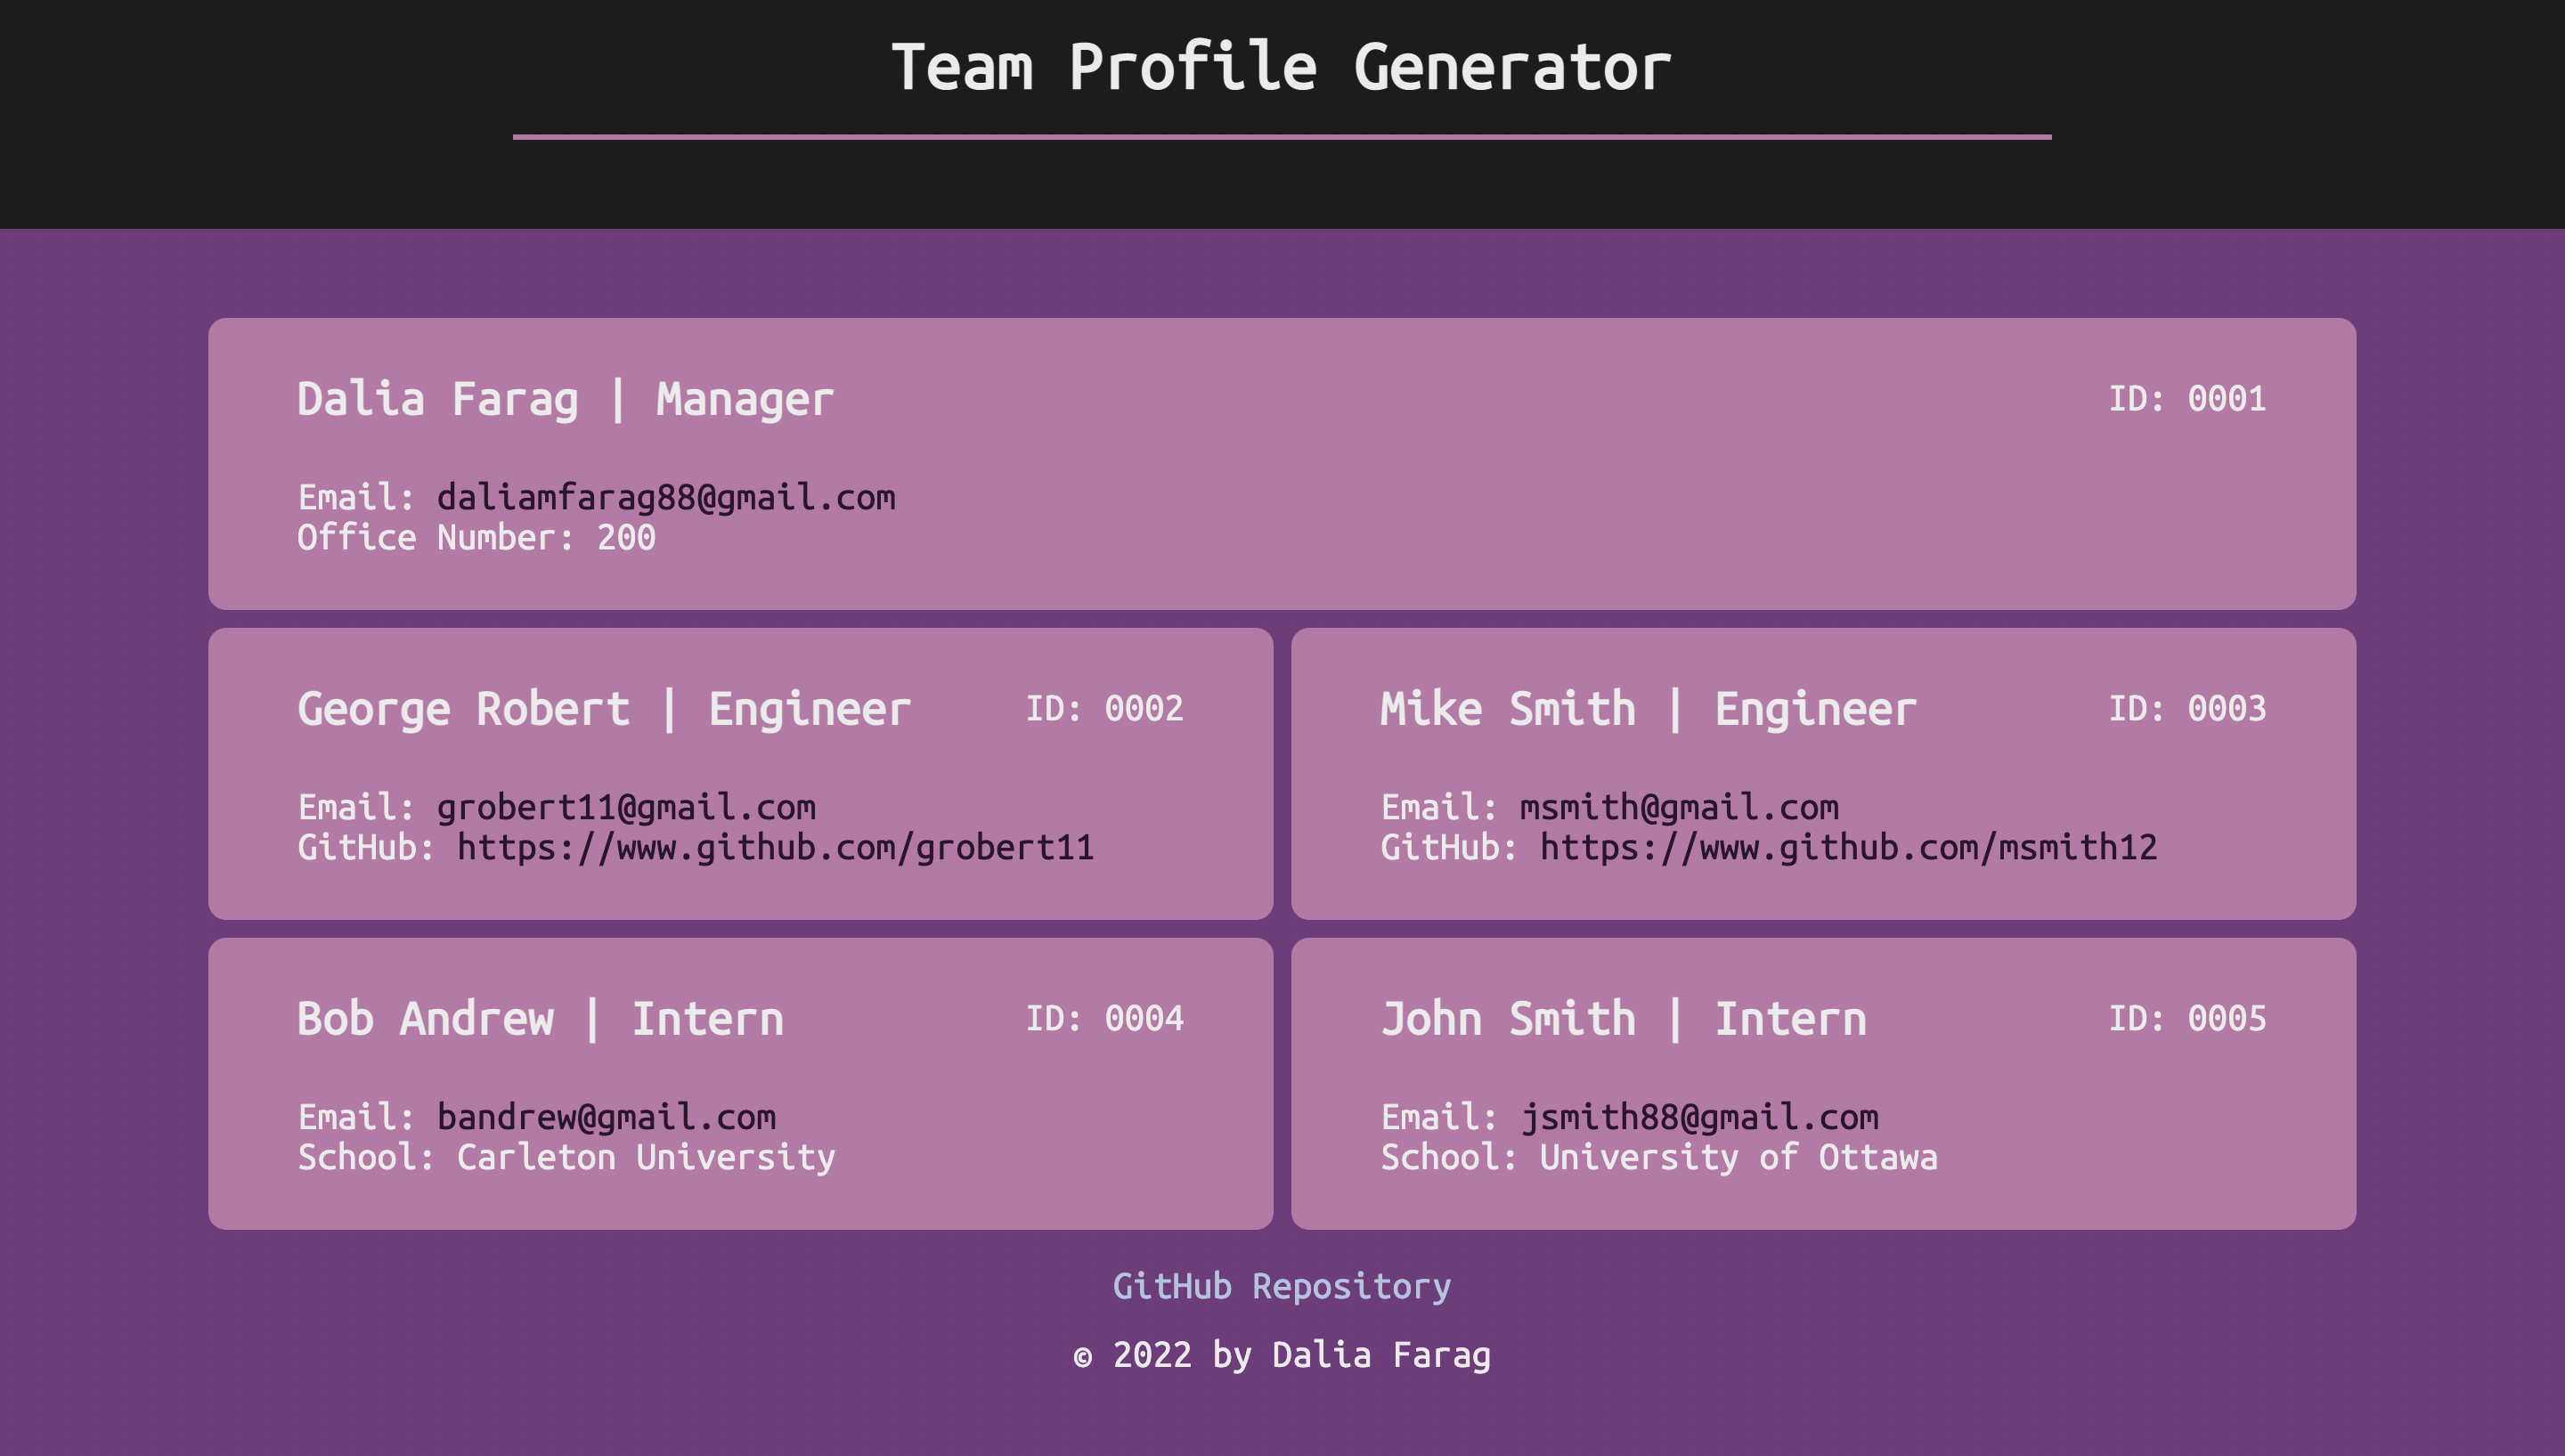 Team Profile Generator
Dalia Farag | Manager
ID: 0001
Email: daliamfarag88@gmail.com
Office Number: 200
George Robert | Engineer
ID: 0002
Email: grobert11@gmail.com
GitHub: https://www.github.com/grobert11
Mike Smith | Engineer
ID: 0003
Email: msmith@gmail.com
GitHub: https://www.github.com/msmith12
Bob Andrew | Intern
ID: 0004
Email: bandrew@gmail.com
School: Carleton University
John Smith | Intern
ID: 0005
Email: jsmith88@gmail.com
School: University of Ottawa
GitHub Repository
© 2022 by Dalia Farag